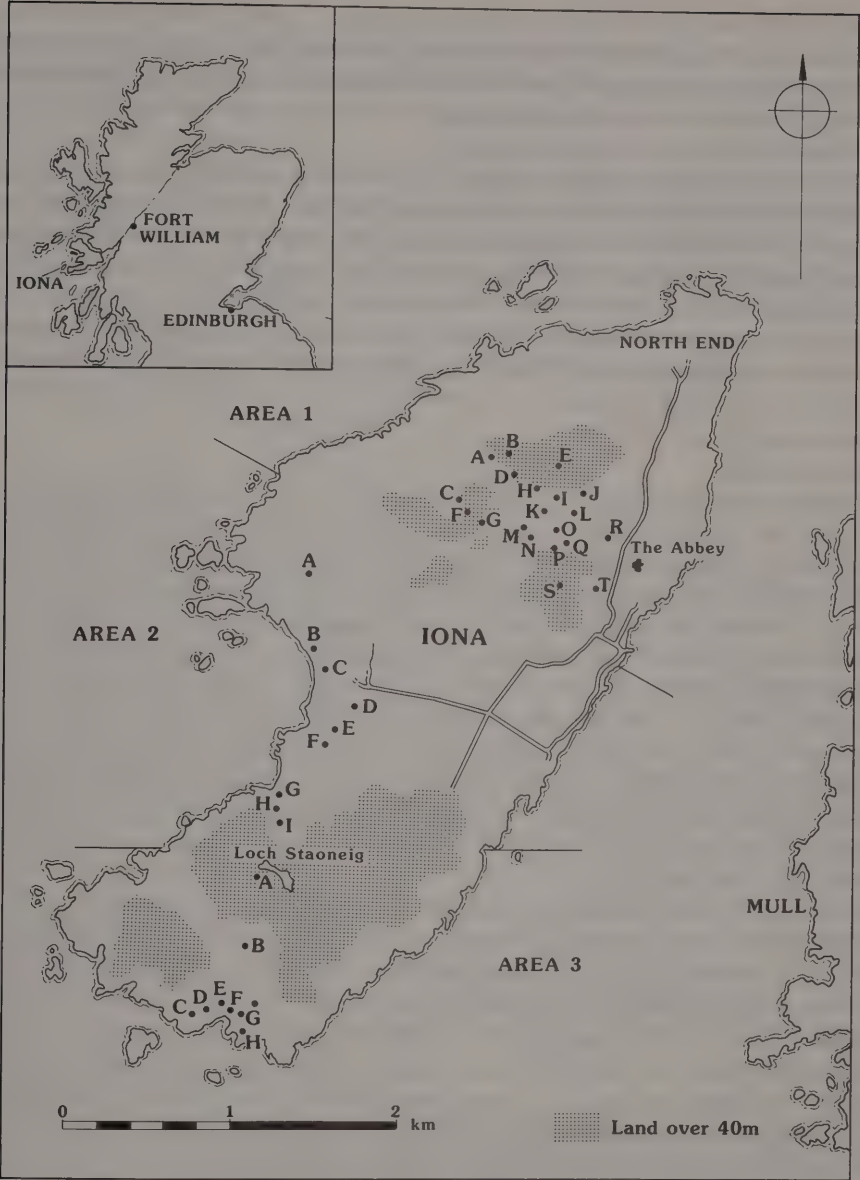 FORT
WILLIAM
IONA
EDINBURGH
NORTH END
AREA 1
B
A
E
D
C
H
I
J
F
G
K
L
M
O
R
N
Q
The Abbey
P
A
S
T
AREA 2
B
IONA
C
D
E
F
G
H
I
Loch Staoneig
A
MULL
B
AREA 3
E
D
F
C
G
H
0
1
2
km
Land over 40m